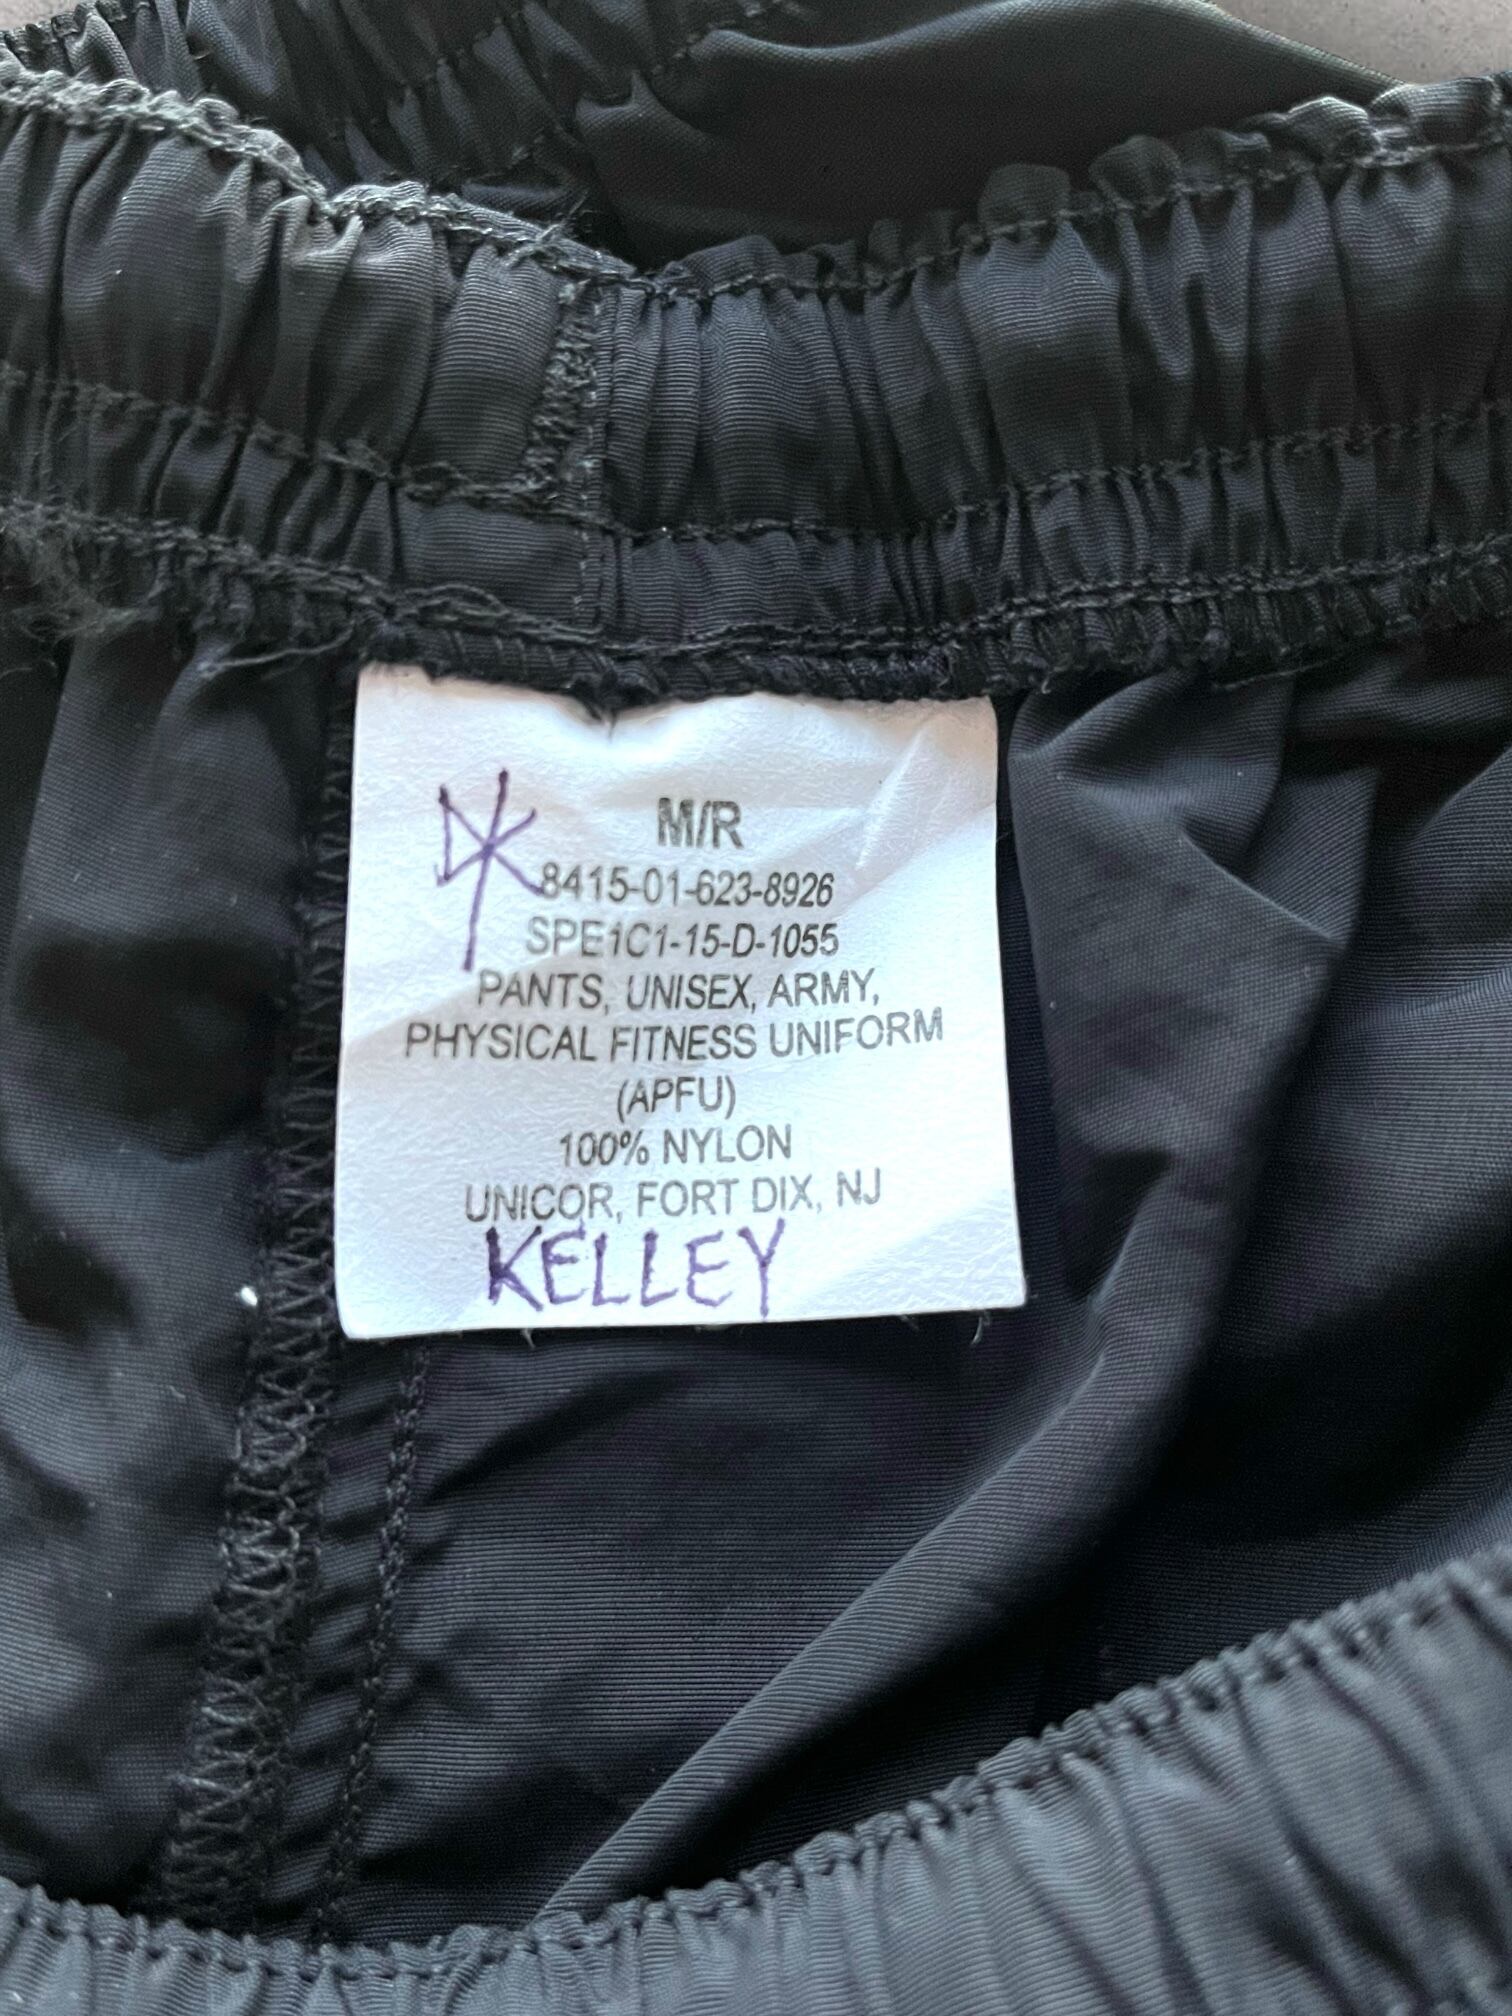 M/R
8415-01-623-8926
SPE1C1-15-D-1055
PANTS, UNISEX, ARMY,
PHYSICAL FITNESS UNIFORM
(APFU)
100% NYLON
UNICOR, FORT DIX, NJ
KELLEY